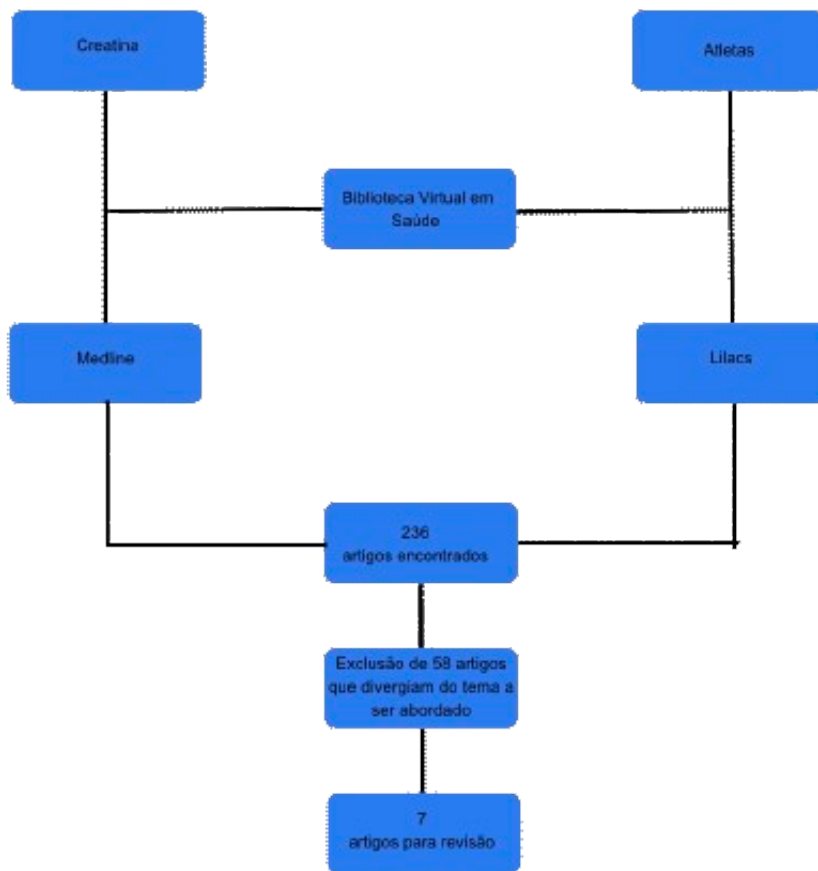 Creatina
Atletas
Biblioteca Virtual em
Saúde
Medline
Lilacs
236
artigos encontrados
Exclusão de 58 artigos
que divergiam do tema a
ser abordado
7
artigos para revisão